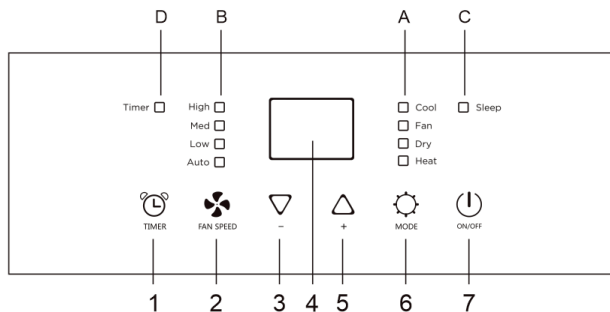 D B A C
Timer High Cool Sleep
Med Fan
Low Dry
Auto Heat
TIMER FAN SPEED − + MODE ON/OFF
1 2 3 4 5 6 7